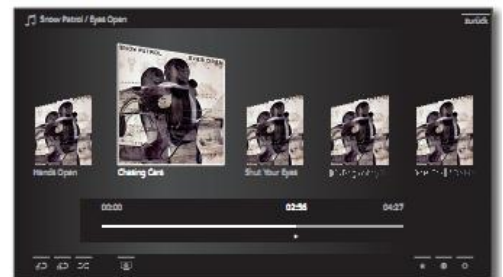 Snow Patrol / Eyes Open
zurück
SNOW PATROL EYES OPEN
Hands Open
Chasing Cars
Shut Your Eyes
00:00
02:56
04:27